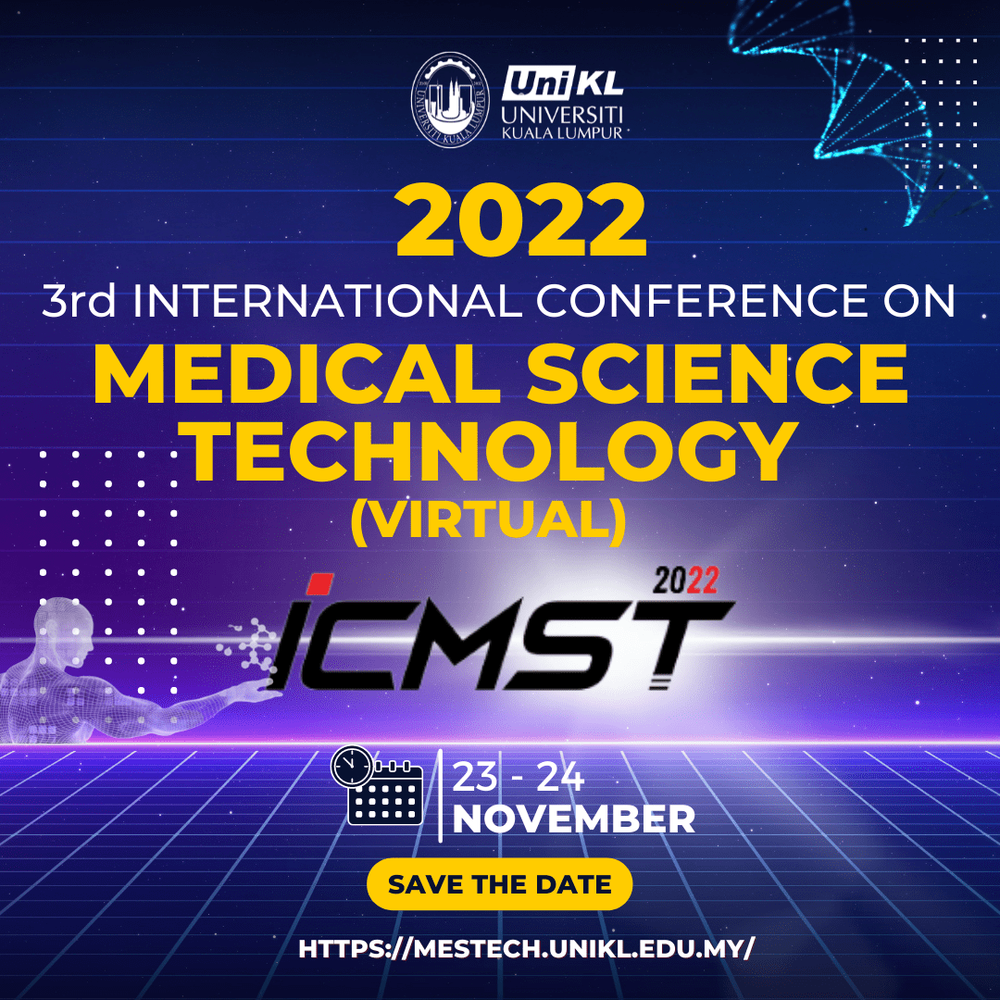 UNIVERSITI KUALA LUMPUR
UniKL
UNIVERSITI
KUALA LUMPUR
2022
3rd INTERNATIONAL CONFERENCE ON
MEDICAL SCIENCE
TECHNOLOGY
(VIRTUAL)
2022
iCMST
23 - 24
NOVEMBER
SAVE THE DATE
HTTPS://MESTECH.UNIKL.EDU.MY/